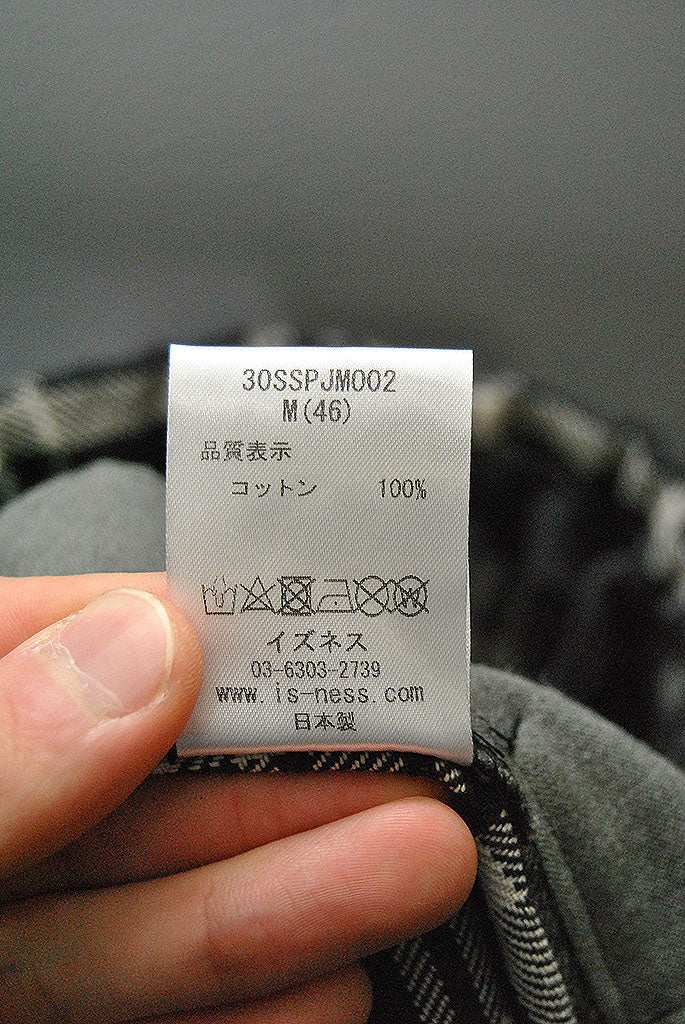 30SSPJM002
M(46)
品質表示
コットン 100%
イズネス
03-6303-2739
www.is-ness.com
日本製